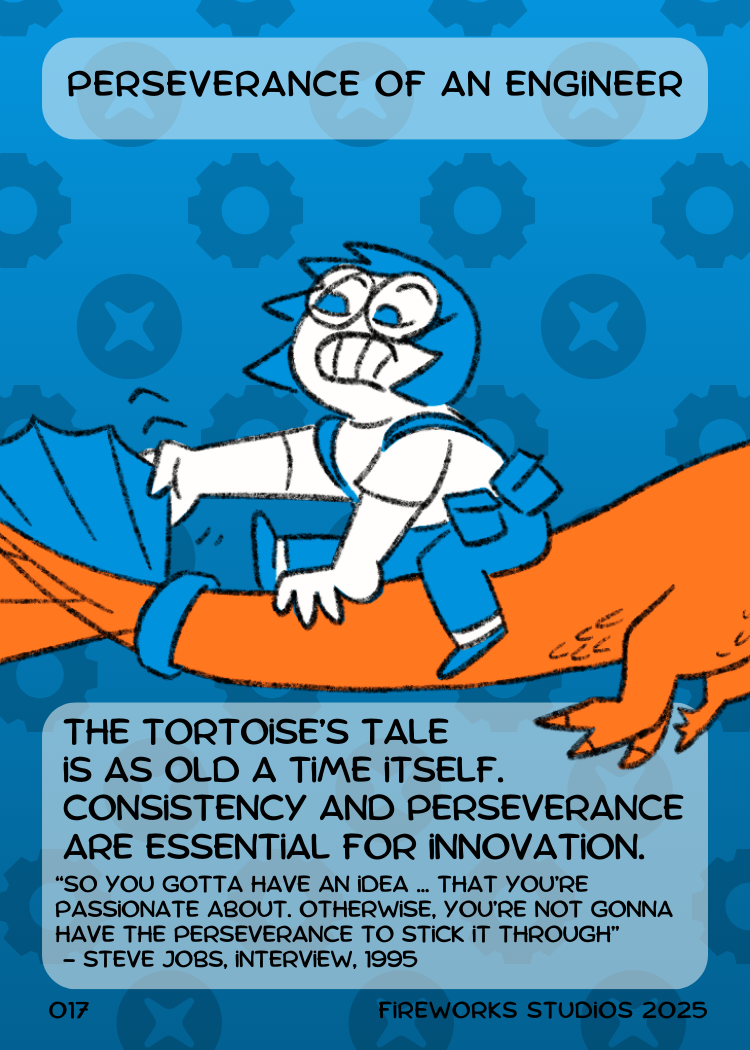 PERSEVERANCE OF AN ENGINEER
THE TORTOISE'S TALE
IS AS OLD A TIME ITSELF.
CONSISTENCY AND PERSEVERANCE
ARE ESSENTIAL FOR INNOVATION.
"SO YOU GOTTA HAVE AN IDEA ... THAT YOU'RE
PASSIONATE ABOUT. OTHERWISE, YOU'RE NOT GONNA
HAVE THE PERSEVERANCE TO STICK IT THROUGH"
- STEVE JOBS, INTERVIEW, 1995
017
FIREWORKS STUDIOS 2025